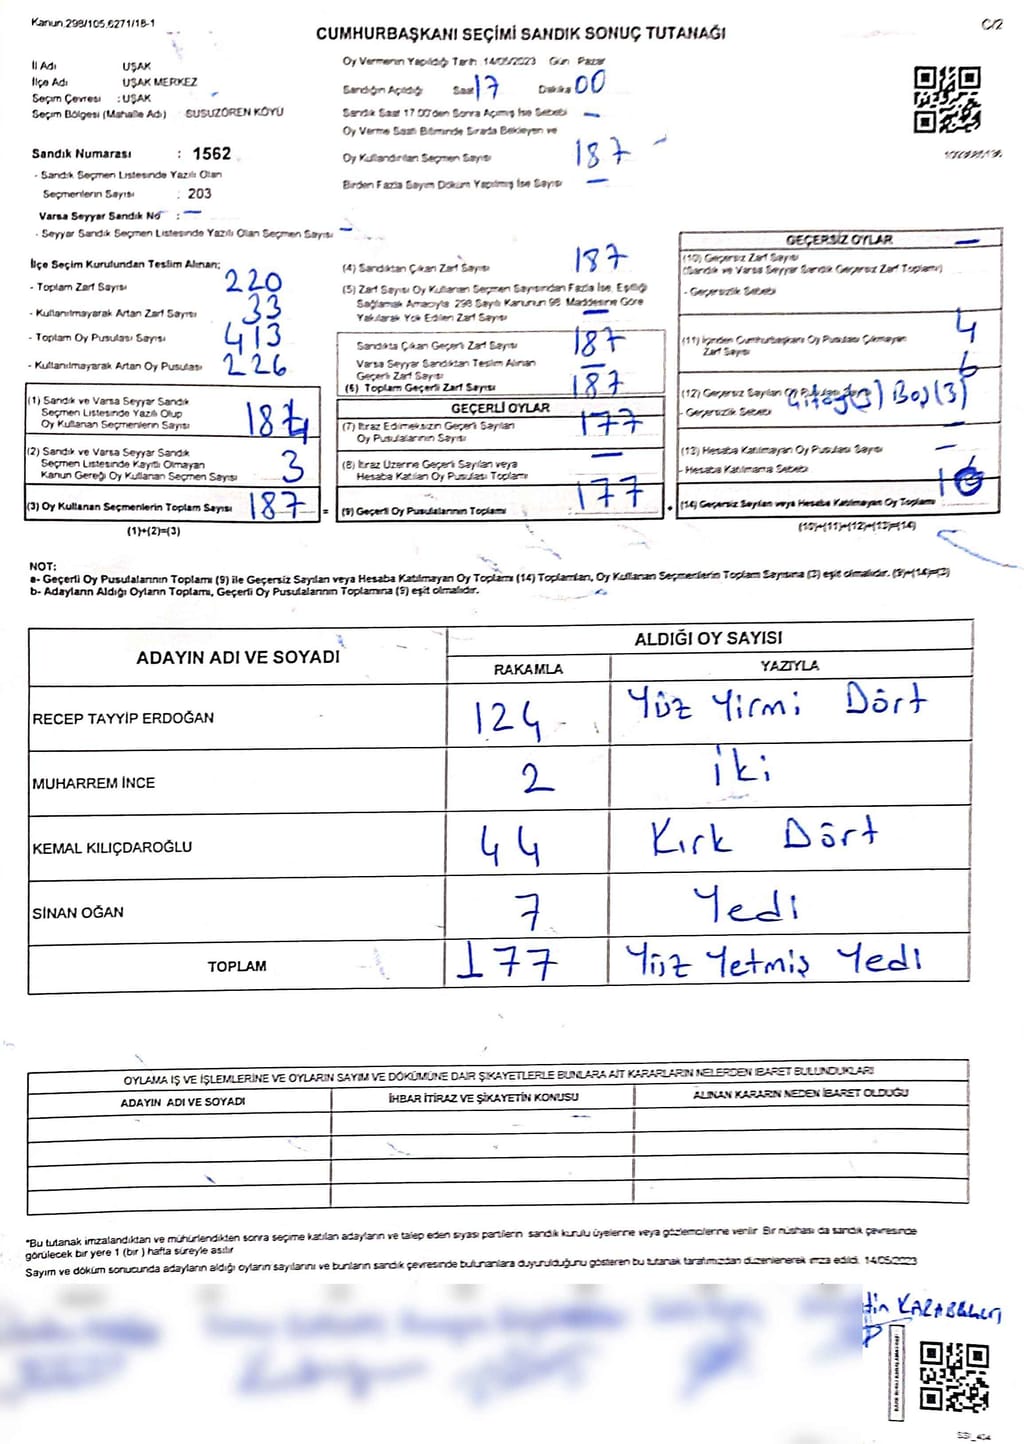 Kanun.298/105,6271/18-1
C/2
CUMHURBAŞKANI SEÇİMİ SANDIK SONUÇ TUTANAĞI
İl Adı UŞAK
İlçe Adı UŞAK MERKEZ
Seçim Çevresi : UŞAK
Seçim Bölgesi (Mahalle Adı) SUSUZÖREN KÖYÜ
Sandık Numarası : 1562
- Sandık Seçmen Listesinde Yazılı Olan
Seçmenlerin Sayısı : 203
Varsa Seyyar Sandık No : —
- Seyyar Sandık Seçmen Listesinde Yazılı Olan Seçmen Sayısı —
Oy Vermenin Yapıldığı Tarih 14/05/2023 Gün Pazar
Sandığın Açıldığı Saat 17 Dakika 00
Sandık Saat 17.00'den Sonra Açılmış İse Sebebi —
Oy Verme Saati Bitiminde Sırada Bekleyen ve
Oy Kullandırılan Seçmen Sayısı 187
Birden Fazla Sayım Döküm Yapılmış İse Sayısı —
İlçe Seçim Kurulundan Teslim Alınan;
- Toplam Zarf Sayısı 220
- Kullanılmayarak Artan Zarf Sayısı 33
- Toplam Oy Pusulası Sayısı 413
- Kullanılmayarak Artan Oy Pusulası 226
(1) Sandık ve Varsa Seyyar Sandık
Seçmen Listesinde Yazılı Olup
Oy Kullanan Seçmenlerin Sayısı 184
(2) Sandık ve Varsa Seyyar Sandık
Seçmen Listesinde Kayıtlı Olmayan
Kanun Gereği Oy Kullanan Seçmen Sayısı 3
(3) Oy Kullanan Seçmenlerin Toplam Sayısı 187 =
(1)+(2)=(3)
(4) Sandıktan Çıkan Zarf Sayısı 187
(5) Zarf Sayısı Oy Kullanan Seçmen Sayısından Fazla İse, Eşitliği
Sağlamak Amacıyla 298 Sayılı Kanunun 98 Maddesine Göre
Yakılarak Yok Edilen Zarf Sayısı —
Sandıkta Çıkan Geçerli Zarf Sayısı 187
Varsa Seyyar Sandıktan Teslim Alınan
Geçerli Zarf Sayısı —
(6) Toplam Geçerli Zarf Sayısı 187
GEÇERLİ OYLAR
(7) İtiraz Edilmeksizin Geçerli Sayılan
Oy Pusulalarının Sayısı 177
(8) İtiraz Üzerine Geçerli Sayılan veya
Hesaba Katılan Oy Pusulası Toplamı —
(9) Geçerli Oy Pusulalarının Toplamı 177 +
GEÇERSİZ OYLAR
(10) Geçersiz Zarf Sayısı —
(Sandık ve Varsa Seyyar Sandık Geçersiz Zarf Toplamı)
- Geçersizlik Sebebi
(11) İçinden Cumhurbaşkanı Oy Pusulası Çıkmayan
Zarf Sayısı 4
(12) Geçersiz Sayılan Oy Pusulası Sayısı 6
- Geçersizlik Sebebi (3) Boş (3)
(13) Hesaba Katılmayan Oy Pusulası Sayısı —
- Hesaba Katılmama Sebebi —
(14) Geçersiz Sayılan veya Hesaba Katılmayan Oy Toplamı
(10)+(11)+(12)+(13)=(14)
NOT:
a- Geçerli Oy Pusulalarının Toplamı (9) ile Geçersiz Sayılan veya Hesaba Katılmayan Oy Toplamı (14) Toplamları, Oy Kullanan Seçmenlerin Toplam Sayısına (3) eşit olmalıdır. (9)+(14)=(3)
b- Adayların Aldığı Oyların Toplamı, Geçerli Oy Pusulalarının Toplamına (9) eşit olmalıdır.
ADAYIN ADI VE SOYADI ALDIĞI OY SAYISI
RAKAMLA YAZIYLA
RECEP TAYYİP ERDOĞAN 124 Yüz Yirmi Dört
MUHARREM İNCE 2 iki
KEMAL KILIÇDAROĞLU 44 Kırk Dört
SİNAN OĞAN 7 Yedi
TOPLAM 177 Yüz Yetmiş Yedi
OYLAMA İŞ VE İŞLEMLERİNE VE OYLARIN SAYIM VE DÖKÜMÜNE DAİR ŞİKAYETLERLE BUNLARA AİT KARARLARIN NELERDEN İBARET BULUNDUKLARI
ADAYIN ADI VE SOYADI İHBAR İTİRAZ VE ŞİKAYETİN KONUSU ALINAN KARARIN NEDEN İBARET OLDUĞU
*Bu tutanak imzalandıktan ve mühürlendikten sonra seçime katılan adayların ve talep eden siyasi partilerin sandık kurulu üyelerine veya gözlemcilerine verilir. Bir nüshası da sandık çevresinde
görülecek bir yere 1 (bir) hafta süreyle asılır
Sayım ve döküm sonucunda adayların aldığı oyların sayılarını ve bunların sandık çevresinde bulunanlara duyurulduğunu gösteren bu tutanak tarafımızdan düzenlenerek imza edildi. 14/05/2023